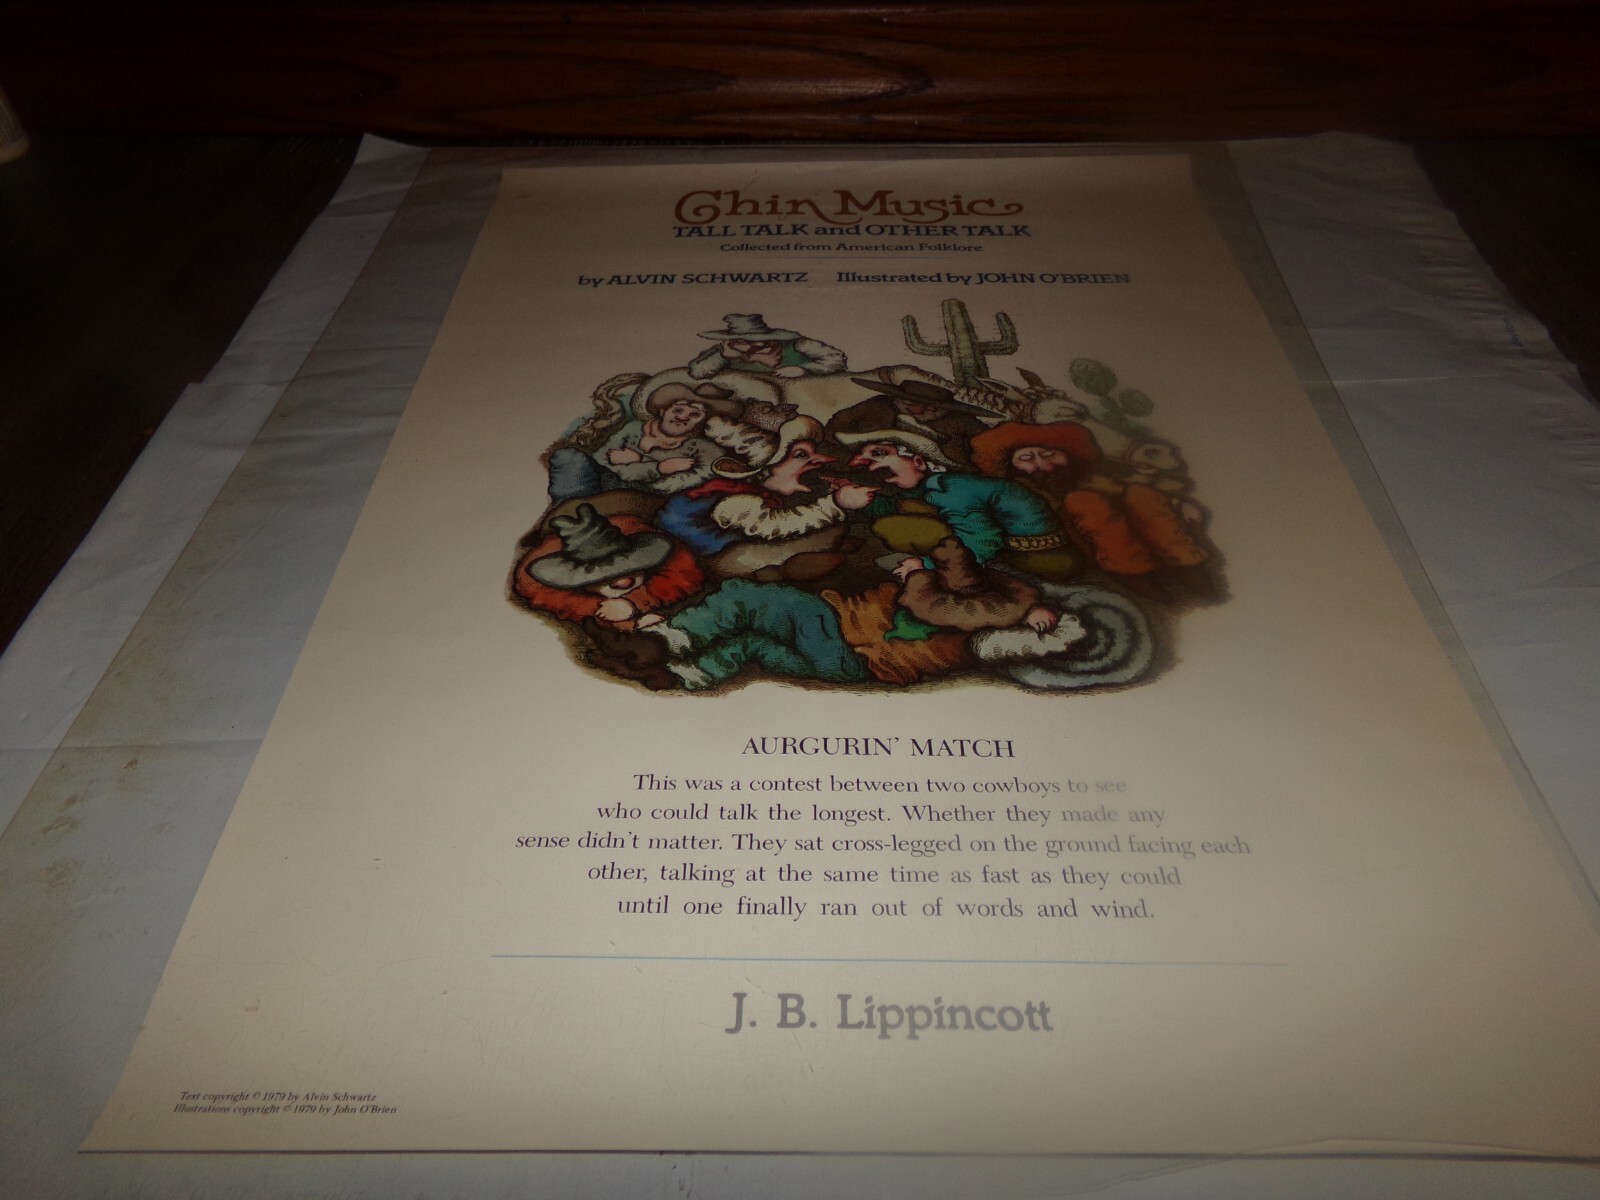 Chin Music
TALL TALK and OTHER TALK
Collected from American Folklore
by ALVIN SCHWARTZ Illustrated by JOHN O'BRIEN
AURGURIN' MATCH
This was a contest between two cowboys to see
who could talk the longest. Whether they made any
sense didn't matter. They sat cross-legged on the ground facing each
other, talking at the same time as fast as they could
until one finally ran out of words and wind.
J. B. Lippincott
Text copyright © 1979 by Alvin Schwartz
Illustrations copyright © 1979 by John O'Brien